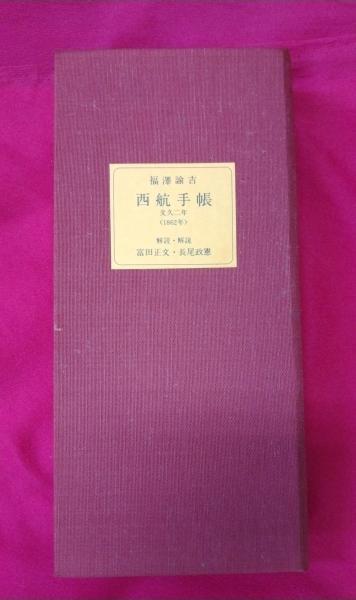 福澤諭吉
西航手帳
文久二年
〈1862年〉
解読・解説
富田正文・長尾政憲